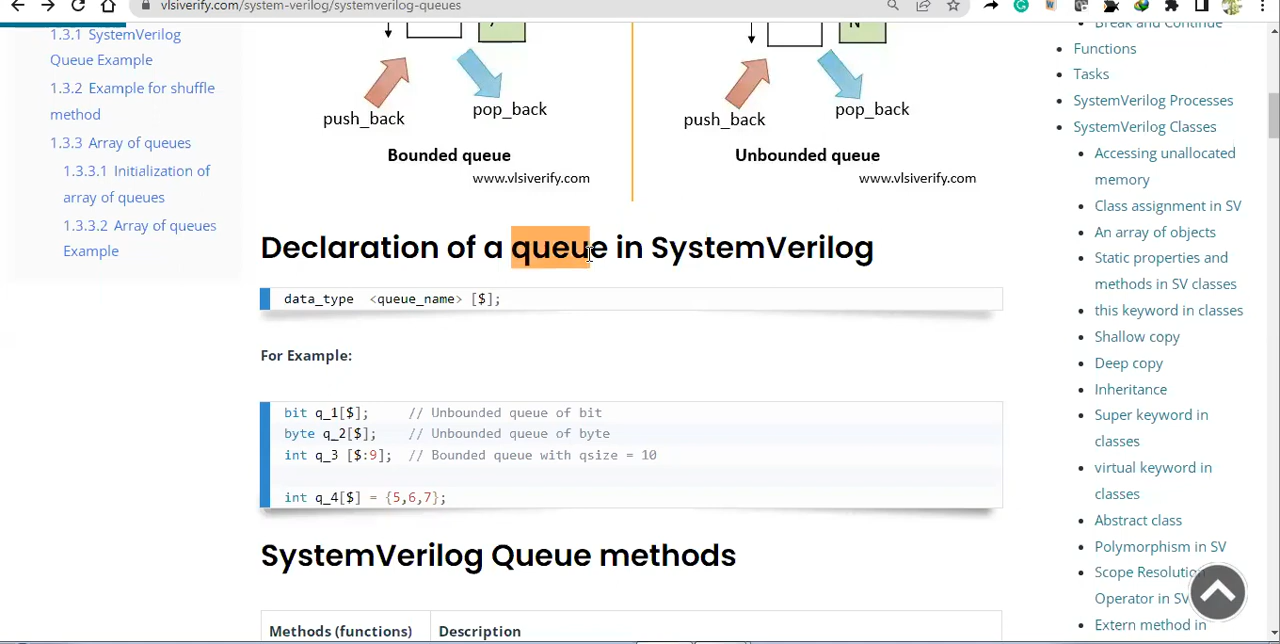 vlsiverify.com/system-verilog/systemverilog-queues
1.3.1 SystemVerilog
Queue Example
1.3.2 Example for shuffle
method
1.3.3 Array of queues
1.3.3.1 Initialization of
array of queues
1.3.3.2 Array of queues
Example
push_back
pop_back
Bounded queue
www.vlsiverify.com
push_back
pop_back
Unbounded queue
www.vlsiverify.com
Declaration of a queue in SystemVerilog
data_type <queue_name> [$];
For Example:
bit q_1[$]; // Unbounded queue of bit
byte q_2[$]; // Unbounded queue of byte
int q_3 [$:9]; // Bounded queue with qsize = 10
int q_4[$] = {5,6,7};
SystemVerilog Queue methods
Methods (functions)
Description
Break and Continue
Functions
Tasks
SystemVerilog Processes
SystemVerilog Classes
Accessing unallocated
memory
Class assignment in SV
An array of objects
Static properties and
methods in SV classes
this keyword in classes
Shallow copy
Deep copy
Inheritance
Super keyword in
classes
virtual keyword in
classes
Abstract class
Polymorphism in SV
Scope Resolution
Operator in SV
Extern method in